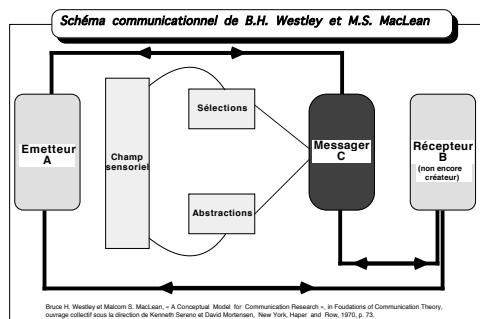 Schéma communicationnel de B.H. Westley et M.S. MacLean
Emetteur
A
Champ
sensoriel
Sélections
Abstractions
Messager
C
Récepteur
B
(non encore
créateur)
Bruce H. Westley et Malcom S. MacLean, « A Conceptual Model for Communication Research », in Foudations of Communication Theory,
ouvrage collectif sous la direction de Kenneth Sereno et David Mortensen, New York, Haper and Row, 1970, p. 73.